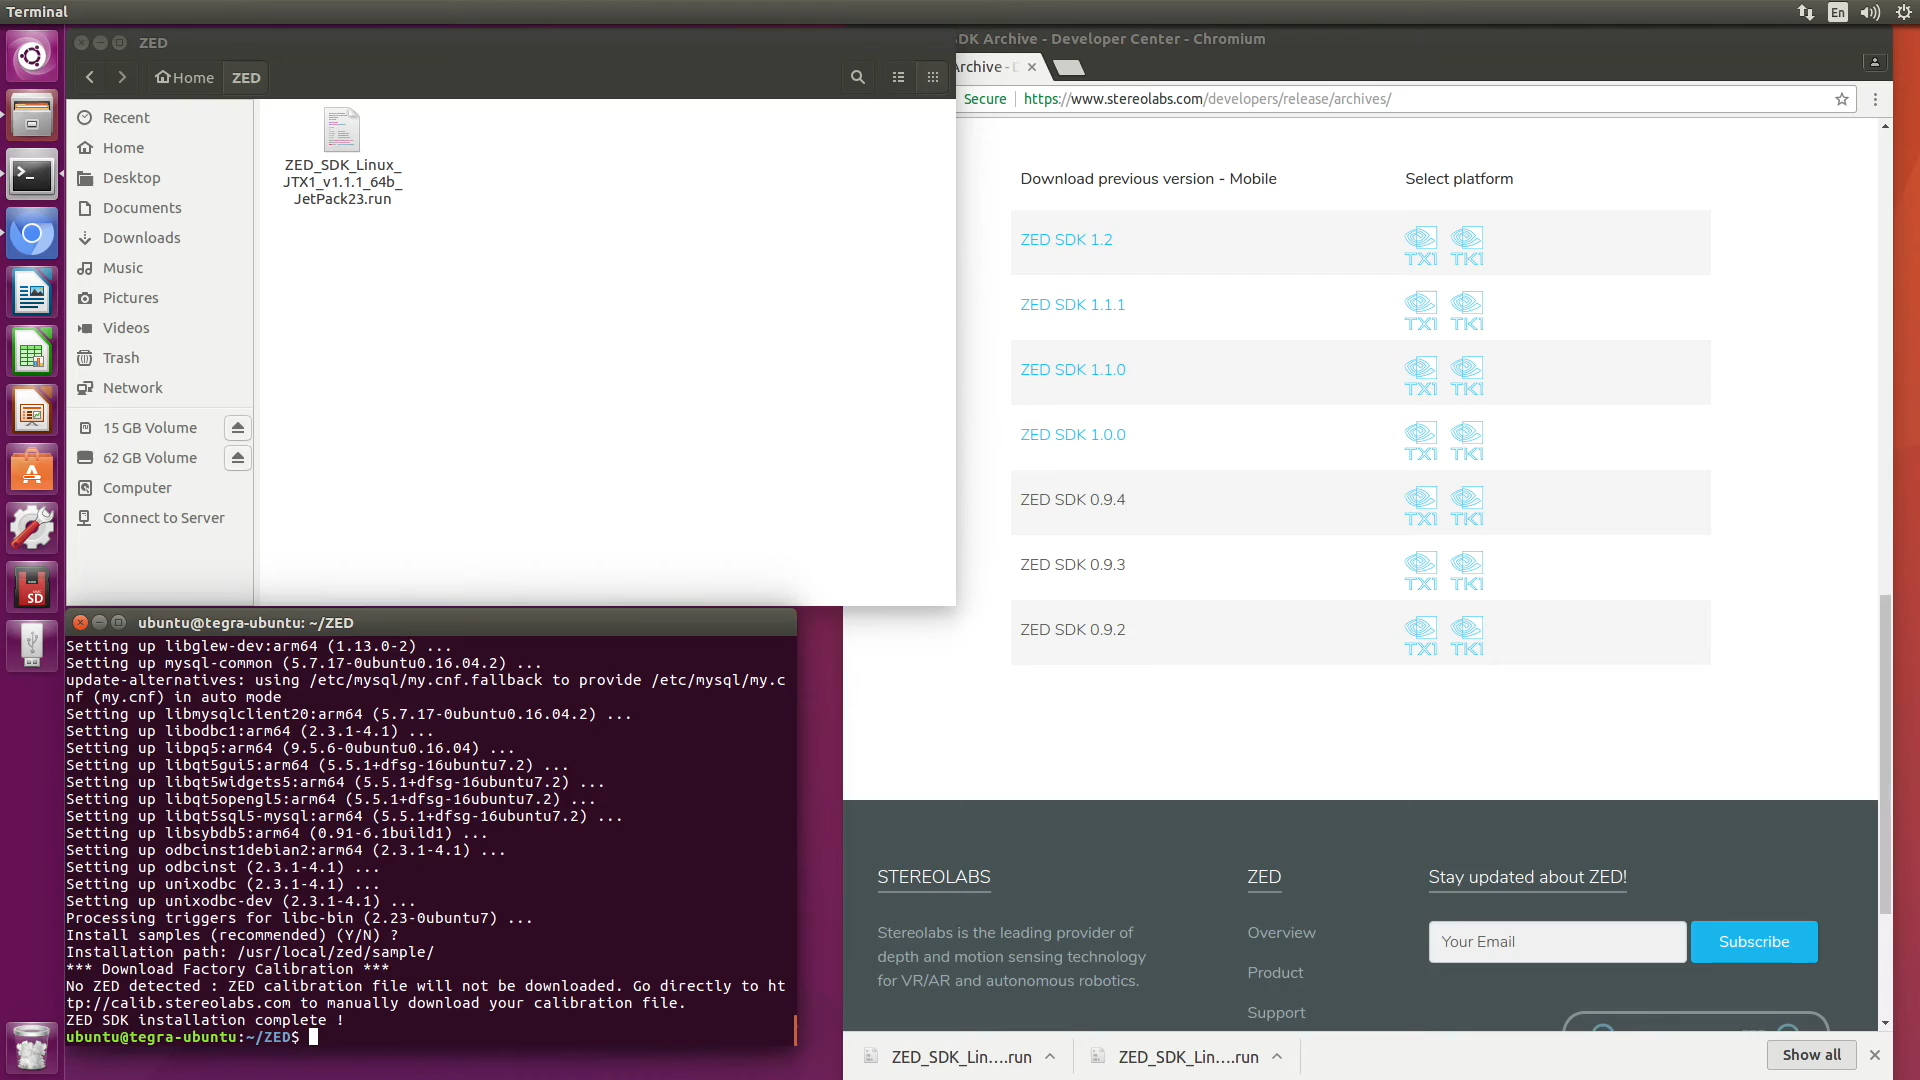 Terminal
En
ZED
Home
ZED
Recent
Home
Desktop
Documents
Downloads
Music
Pictures
Videos
Trash
Network
15 GB Volume
62 GB Volume
Computer
Connect to Server
ZED_SDK_Linux_
JTX1_v1.1.1_64b_
JetPack23.run
SD
ubuntu@tegra-ubuntu: ~/ZED
Setting up libglew-dev:arm64 (1.13.0-2) ...
Setting up mysql-common (5.7.17-0ubuntu0.16.04.2) ...
update-alternatives: using /etc/mysql/my.cnf.fallback to provide /etc/mysql/my.c
nf (my.cnf) in auto mode
Setting up libmysqlclient20:arm64 (5.7.17-0ubuntu0.16.04.2) ...
Setting up libodbc1:arm64 (2.3.1-4.1) ...
Setting up libpq5:arm64 (9.5.6-0ubuntu0.16.04) ...
Setting up libqt5gui5:arm64 (5.5.1+dfsg-16ubuntu7.2) ...
Setting up libqt5widgets5:arm64 (5.5.1+dfsg-16ubuntu7.2) ...
Setting up libqt5opengl5:arm64 (5.5.1+dfsg-16ubuntu7.2) ...
Setting up libqt5sql5-mysql:arm64 (5.5.1+dfsg-16ubuntu7.2) ...
Setting up libsybdb5:arm64 (0.91-6.1build1) ...
Setting up odbcinst1debian2:arm64 (2.3.1-4.1) ...
Setting up odbcinst (2.3.1-4.1) ...
Setting up unixodbc (2.3.1-4.1) ...
Setting up unixodbc-dev (2.3.1-4.1) ...
Processing triggers for libc-bin (2.23-0ubuntu7) ...
Install samples (recommended) (Y/N) ?
Installation path: /usr/local/zed/sample/
*** Download Factory Calibration ***
No ZED detected : ZED calibration file will not be downloaded. Go directly to ht
tp://calib.stereolabs.com to manually download your calibration file.
ZED SDK installation complete !
ubuntu@tegra-ubuntu:~/ZED$
DK Archive - Developer Center - Chromium
Archive - D
Secure
https://www.stereolabs.com/developers/release/archives/
Download previous version - Mobile Select platform
ZED SDK 1.2 TX1 TK1
ZED SDK 1.1.1 TX1 TK1
ZED SDK 1.1.0 TX1 TK1
ZED SDK 1.0.0 TX1 TK1
ZED SDK 0.9.4 TX1 TK1
ZED SDK 0.9.3 TX1 TK1
ZED SDK 0.9.2 TX1 TK1
STEREOLABS
Stereolabs is the leading provider of
depth and motion sensing technology
for VR/AR and autonomous robotics.
ZED
Overview
Product
Support
Stay updated about ZED!
Your Email
Subscribe
ZED_SDK_Lin....run
ZED_SDK_Lin....run
Show all